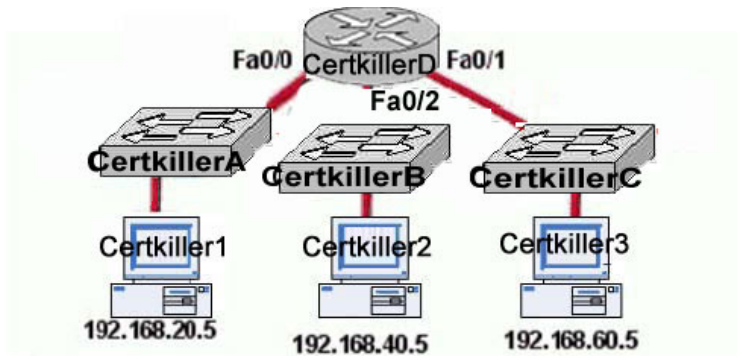 Fa0/0
CertkillerD
Fa0/1
Fa0/2
CertkillerA
CertkillerB
CertkillerC
Certkiller1
Certkiller2
Certkiller3
192.168.20.5
192.168.40.5
192.168.60.5